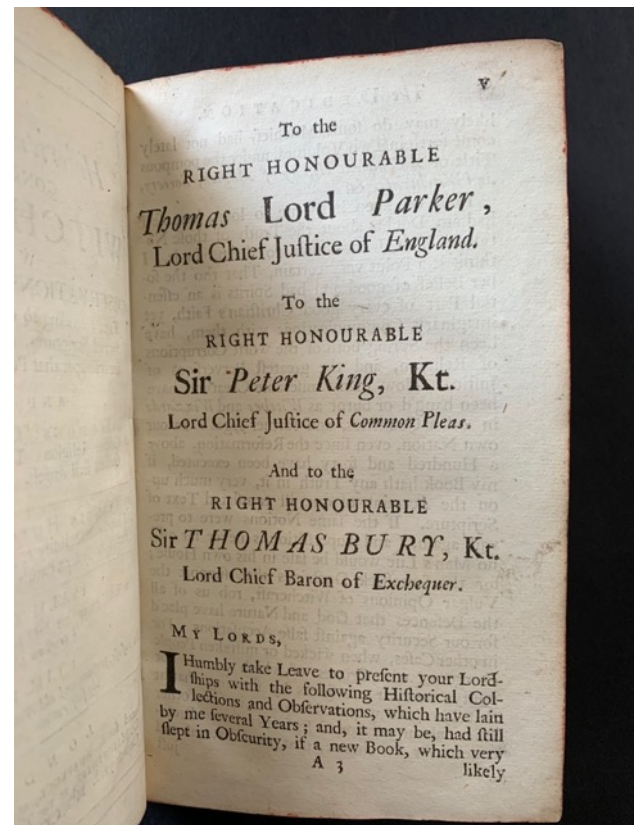 v
To the
RIGHT HONOURABLE
Thomas Lord Parker,
Lord Chief Juſtice of England.
To the
RIGHT HONOURABLE
Sir Peter King, Kt.
Lord Chief Juſtice of Common Pleas.
And to the
RIGHT HONOURABLE
Sir THOMAS BURY, Kt.
Lord Chief Baron of Exchequer.
MY LORDS,
I Humbly take Leave to preſent your Lord-
ſhips with the following Hiſtorical Col-
lections and Obſervations, which have lain
by me ſeveral Years; and, it may be, had ſtill
ſlept in Obſcurity, if a new Book, which very
A 3 likely